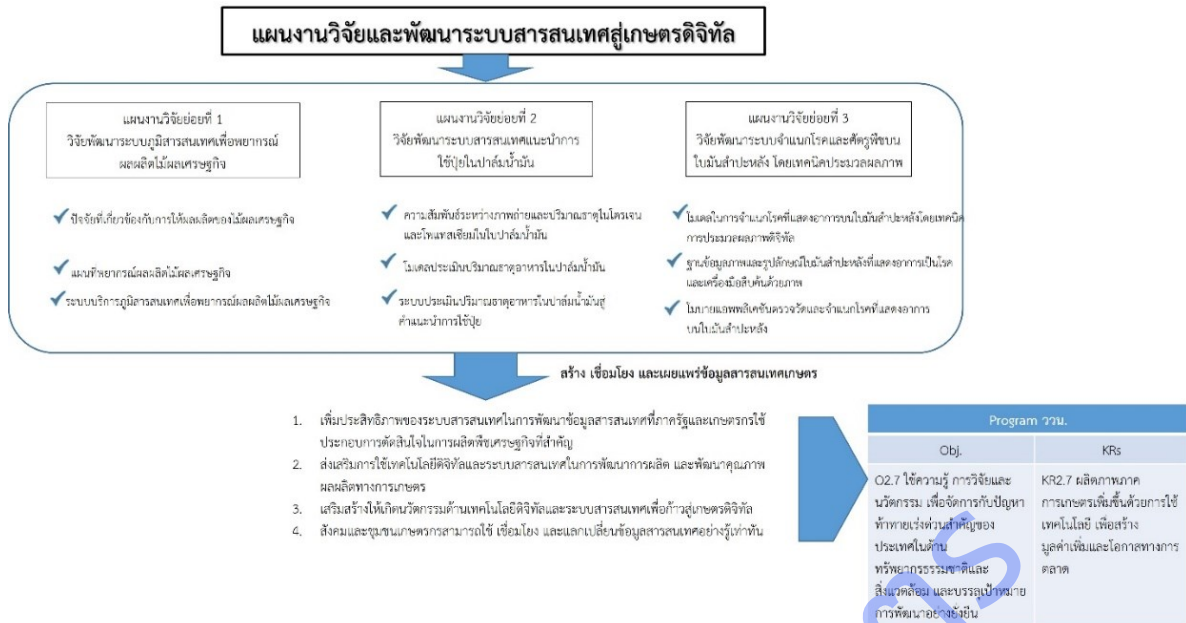 แผนงานวิจัยและพัฒนาระบบสารสนเทศสู่เกษตรดิจิทัล
แผนงานวิจัยย่อยที่ 1
วิจัยพัฒนาระบบภูมิสารสนเทศเพื่อพยากรณ์
ผลผลิตไม้ผลเศรษฐกิจ
ปัจจัยที่เกี่ยวข้องกับการให้ผลผลิตของไม้ผลเศรษฐกิจ
แผนที่พยากรณ์ผลผลิตไม้ผลเศรษฐกิจ
ระบบบริการภูมิสารสนเทศเพื่อพยากรณ์ผลผลิตไม้ผลเศรษฐกิจ
แผนงานวิจัยย่อยที่ 2
วิจัยพัฒนาระบบสารสนเทศแนะนำการ
ใช้ปุ๋ยในปาล์มน้ำมัน
ความสัมพันธ์ระหว่างภาพถ่ายและปริมาณธาตุไนโตรเจน
และโพแทสเซียมในใบปาล์มน้ำมัน
โมเดลประเมินปริมาณธาตุอาหารในปาล์มน้ำมัน
ระบบประเมินปริมาณธาตุอาหารในปาล์มน้ำมันสู่
คำแนะนำการใช้ปุ๋ย
แผนงานวิจัยย่อยที่ 3
วิจัยพัฒนาระบบจำแนกโรคและศัตรูพืชบน
ใบมันสำปะหลัง โดยเทคนิคประมวลผลภาพ
โมเดลในการจำแนกโรคที่แสดงอาการบนใบมันสำปะหลังโดยเทคนิค
การประมวลผลภาพดิจิทัล
ฐานข้อมูลภาพและรูปลักษณ์ใบมันสำปะหลังที่แสดงอาการเป็นโรค
และเครื่องมือสืบค้นด้วยภาพ
โมบายแอพพลิเคชันตรวจวัดและจำแนกโรคที่แสดงอาการ
บนใบมันสำปะหลัง
สร้าง เชื่อมโยง และเผยแพร่ข้อมูลสารสนเทศเกษตร
1. เพิ่มประสิทธิภาพของระบบสารสนเทศในการพัฒนาข้อมูลสารสนเทศที่ภาครัฐและเกษตรกรใช้
ประกอบการตัดสินใจในการผลิตพืชเศรษฐกิจที่สำคัญ
2. ส่งเสริมการใช้เทคโนโลยีดิจิทัลและระบบสารสนเทศในการพัฒนาการผลิต และพัฒนาคุณภาพ
ผลผลิตทางการเกษตร
3. เสริมสร้างให้เกิดนวัตกรรมด้านเทคโนโลยีดิจิทัลและระบบสารสนเทศเพื่อก้าวสู่เกษตรดิจิทัล
4. สังคมและชุมชนเกษตรกรสามารถใช้ เชื่อมโยง และแลกเปลี่ยนข้อมูลสารสนเทศอย่างรู้เท่าทัน
Program ววน.
Obj.
O2.7 ใช้ความรู้ การวิจัยและ
นวัตกรรม เพื่อจัดการกับปัญหา
ท้าทายเร่งด่วนสำคัญของ
ประเทศในด้าน
ทรัพยากรธรรมชาติและ
สิ่งแวดล้อม และบรรลุเป้าหมาย
การพัฒนาอย่างยั่งยืน
KRs
KR2.7 ผลิตภาพภาค
การเกษตรเพิ่มขึ้นด้วยการใช้
เทคโนโลยี เพื่อสร้าง
มูลค่าเพิ่มและโอกาสทางการ
ตลาด